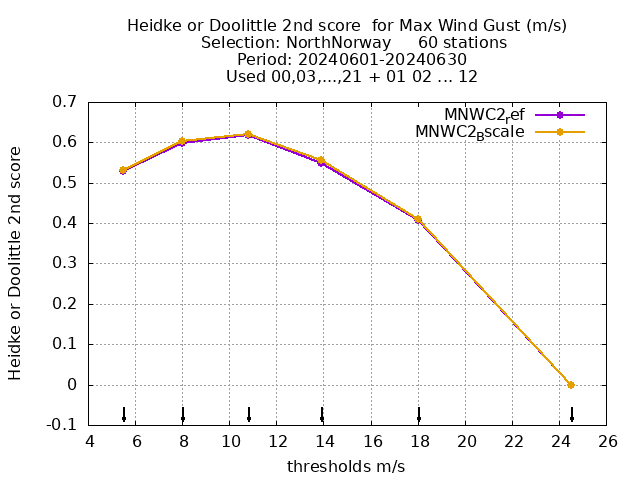 Heidke or Doolittle 2nd score  for Max Wind Gust (m/s)
Selection: NorthNorway     60 stations
Period: 20240601-20240630
Used 00,03,...,21 + 01 02 ... 12
MNWC2ref
MNWC2Bscale
0.7
0.6
0.5
0.4
0.3
0.2
0.1
0
-0.1
Heidke or Doolittle 2nd score
4 6 8 10 12 14 16 18 20 22 24 26
thresholds m/s